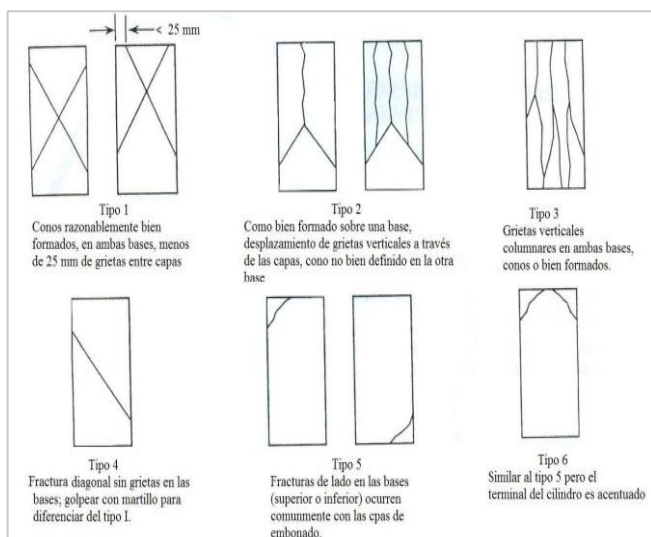 < 25 mm
Tipo 1
Conos razonablemente bien
formados, en ambas bases, menos
de 25 mm de grietas entre capas
Tipo 2
Como bien formado sobre una base,
desplazamiento de grietas verticales a través
de las capas, cono no bien definido en la otra
base
Tipo 3
Grietas verticales
columnares en ambas bases,
conos o bien formados.
Tipo 4
Fractura diagonal sin grietas en las
bases; golpear con martillo para
diferenciar del tipo I.
Tipo 5
Fracturas de lado en las bases
(superior o inferior) ocurren
comunmente con las cpas de
embonado.
Tipo 6
Similar al tipo 5 pero el
terminal del cilindro es acentuado